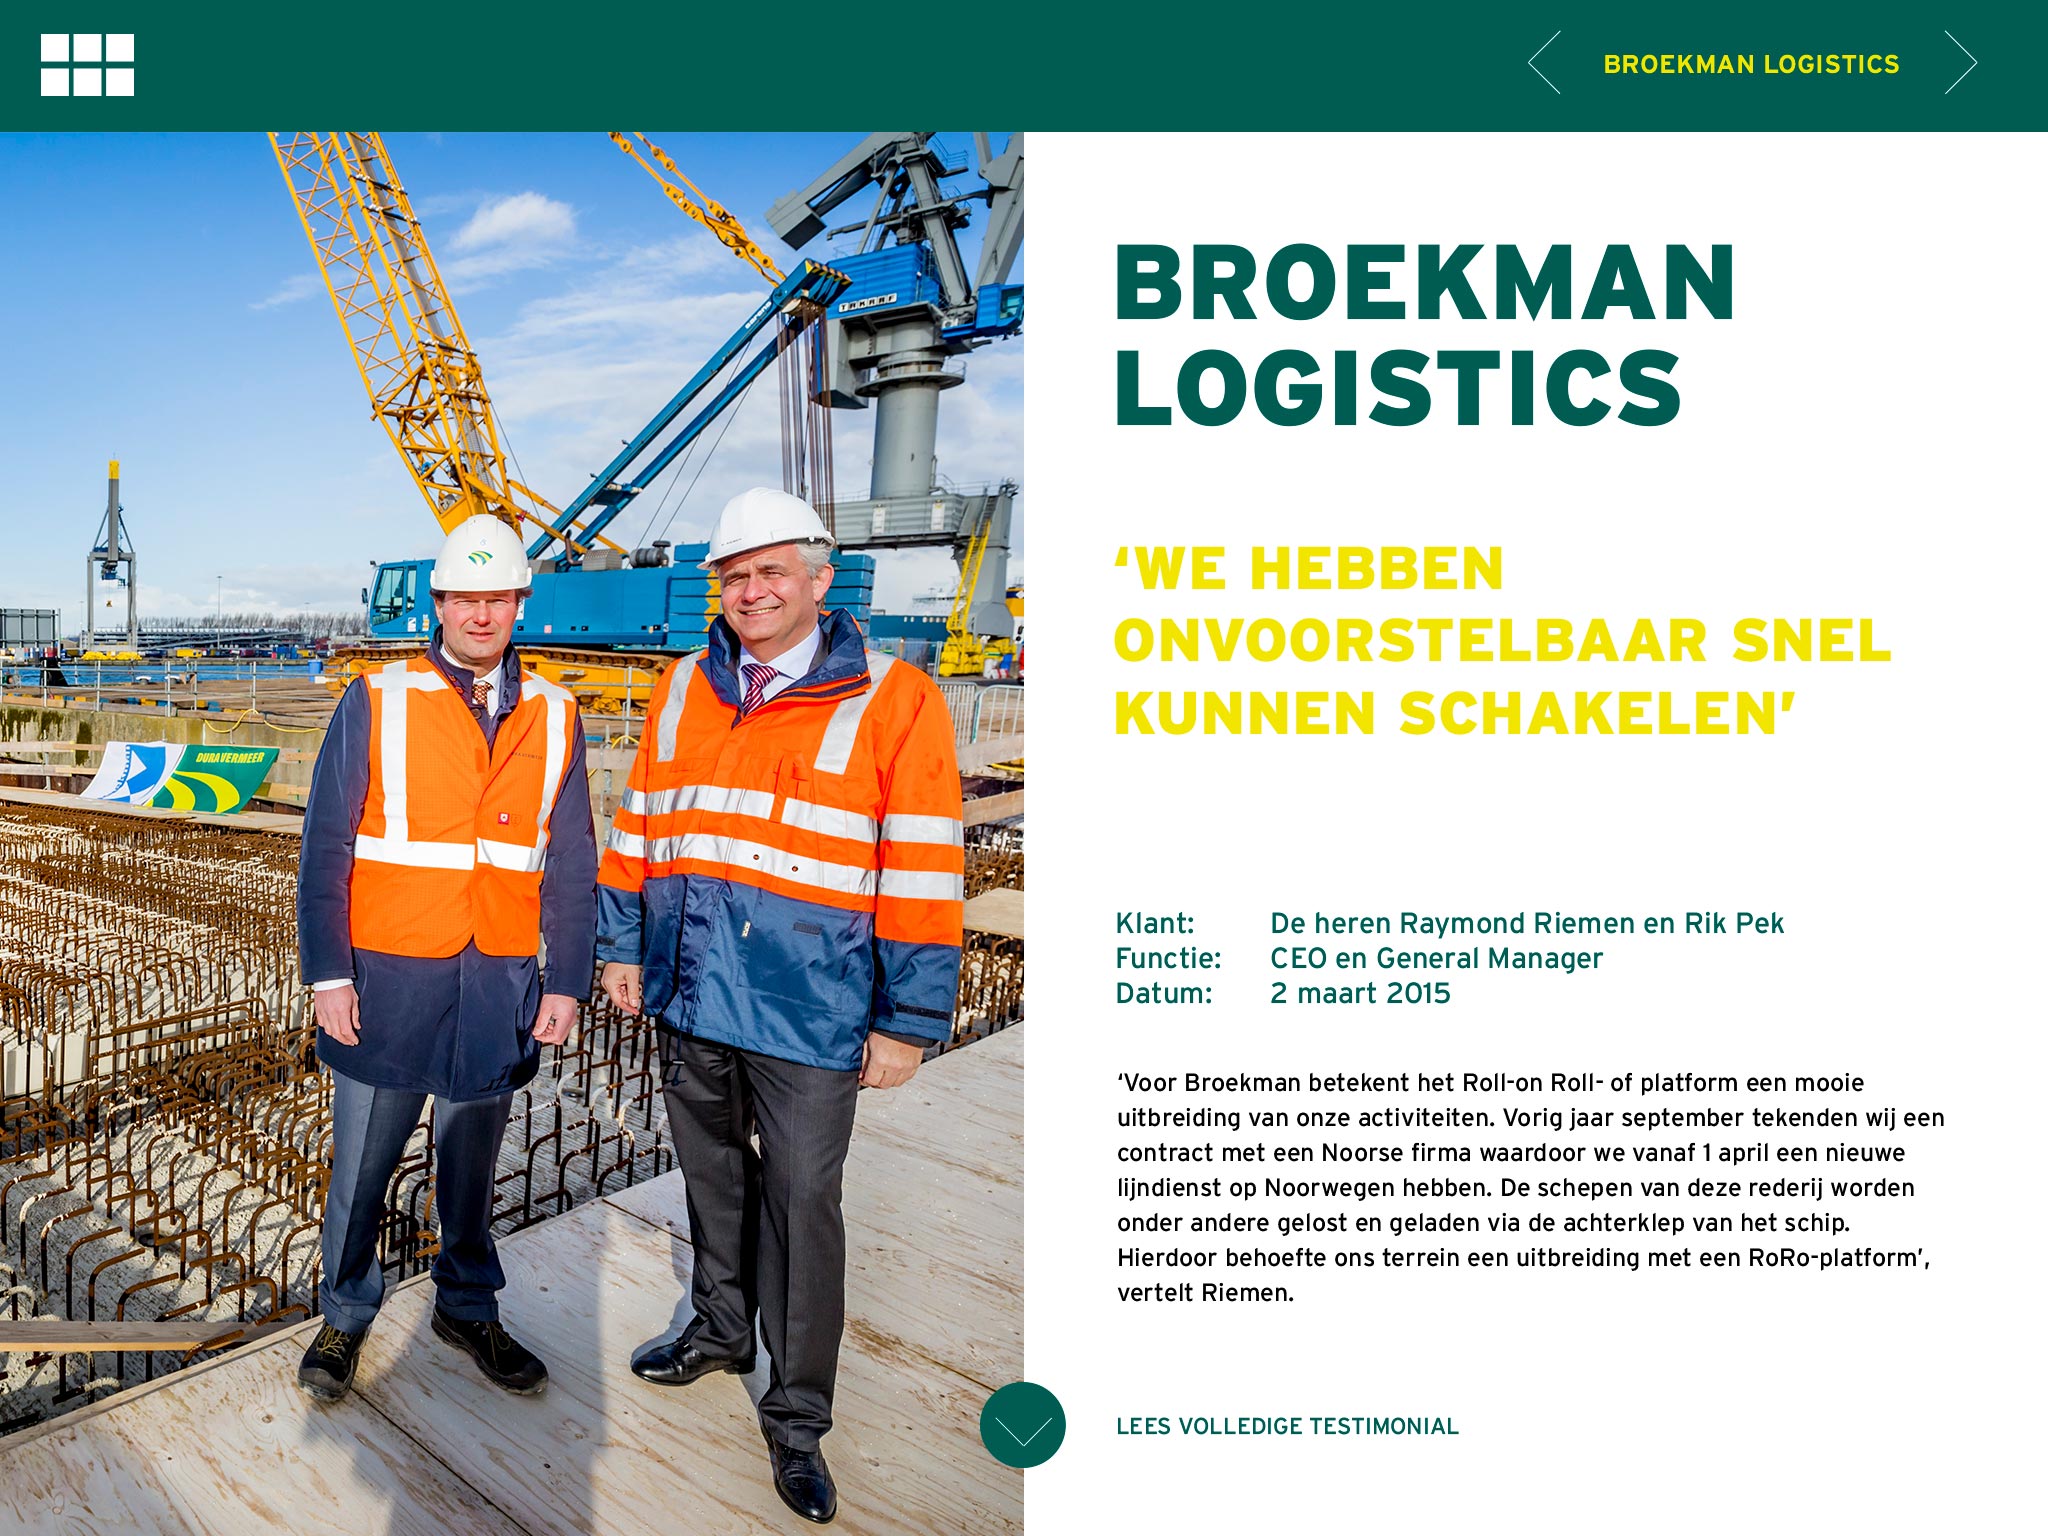 BROEKMAN LOGISTICS
TAKRAF
DURAVERMEER
BROEKMAN
LOGISTICS
‘WE HEBBEN
ONVOORSTELBAAR SNEL
KUNNEN SCHAKELEN’
Klant: De heren Raymond Riemen en Rik Pek
Functie: CEO en General Manager
Datum: 2 maart 2015
‘Voor Broekman betekent het Roll-on Roll- of platform een mooie
uitbreiding van onze activiteiten. Vorig jaar september tekenden wij een
contract met een Noorse firma waardoor we vanaf 1 april een nieuwe
lijndienst op Noorwegen hebben. De schepen van deze rederij worden
onder andere gelost en geladen via de achterklep van het schip.
Hierdoor behoefte ons terrein een uitbreiding met een RoRo-platform’,
vertelt Riemen.
LEES VOLLEDIGE TESTIMONIAL